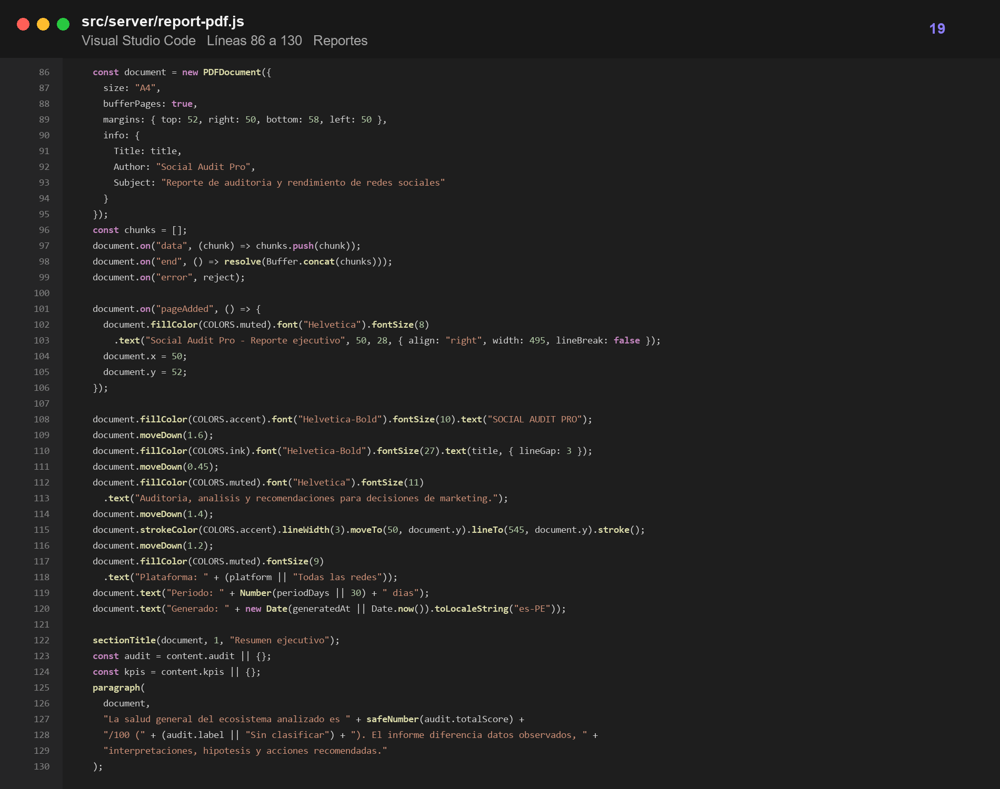 src/server/report-pdf.js
19
Visual Studio Code   Líneas 86 a 130   Reportes
86 const document = new PDFDocument({
87   size: "A4",
88   bufferPages: true,
89   margins: { top: 52, right: 50, bottom: 58, left: 50 },
90   info: {
91     Title: title,
92     Author: "Social Audit Pro",
93     Subject: "Reporte de auditoria y rendimiento de redes sociales"
94   }
95 });
96 const chunks = [];
97 document.on("data", (chunk) => chunks.push(chunk));
98 document.on("end", () => resolve(Buffer.concat(chunks)));
99 document.on("error", reject);
100
101 document.on("pageAdded", () => {
102   document.fillColor(COLORS.muted).font("Helvetica").fontSize(8)
103     .text("Social Audit Pro - Reporte ejecutivo", 50, 28, { align: "right", width: 495, lineBreak: false });
104   document.x = 50;
105   document.y = 52;
106 });
107
108 document.fillColor(COLORS.accent).font("Helvetica-Bold").fontSize(10).text("SOCIAL AUDIT PRO");
109 document.moveDown(1.6);
110 document.fillColor(COLORS.ink).font("Helvetica-Bold").fontSize(27).text(title, { lineGap: 3 });
111 document.moveDown(0.45);
112 document.fillColor(COLORS.muted).font("Helvetica").fontSize(11)
113   .text("Auditoria, analisis y recomendaciones para decisiones de marketing.");
114 document.moveDown(1.4);
115 document.strokeColor(COLORS.accent).lineWidth(3).moveTo(50, document.y).lineTo(545, document.y).stroke();
116 document.moveDown(1.2);
117 document.fillColor(COLORS.muted).fontSize(9)
118   .text("Plataforma: " + (platform || "Todas las redes"));
119 document.text("Periodo: " + Number(periodDays || 30) + " dias");
120 document.text("Generado: " + new Date(generatedAt || Date.now()).toLocaleString("es-PE"));
121
122 sectionTitle(document, 1, "Resumen ejecutivo");
123 const audit = content.audit || {};
124 const kpis = content.kpis || {};
125 paragraph(
126   document,
127   "La salud general del ecosistema analizado es " + safeNumber(audit.totalScore) +
128   "/100 (" + (audit.label || "Sin clasificar") + "). El informe diferencia datos observados, " +
129   "interpretaciones, hipotesis y acciones recomendadas."
130 );